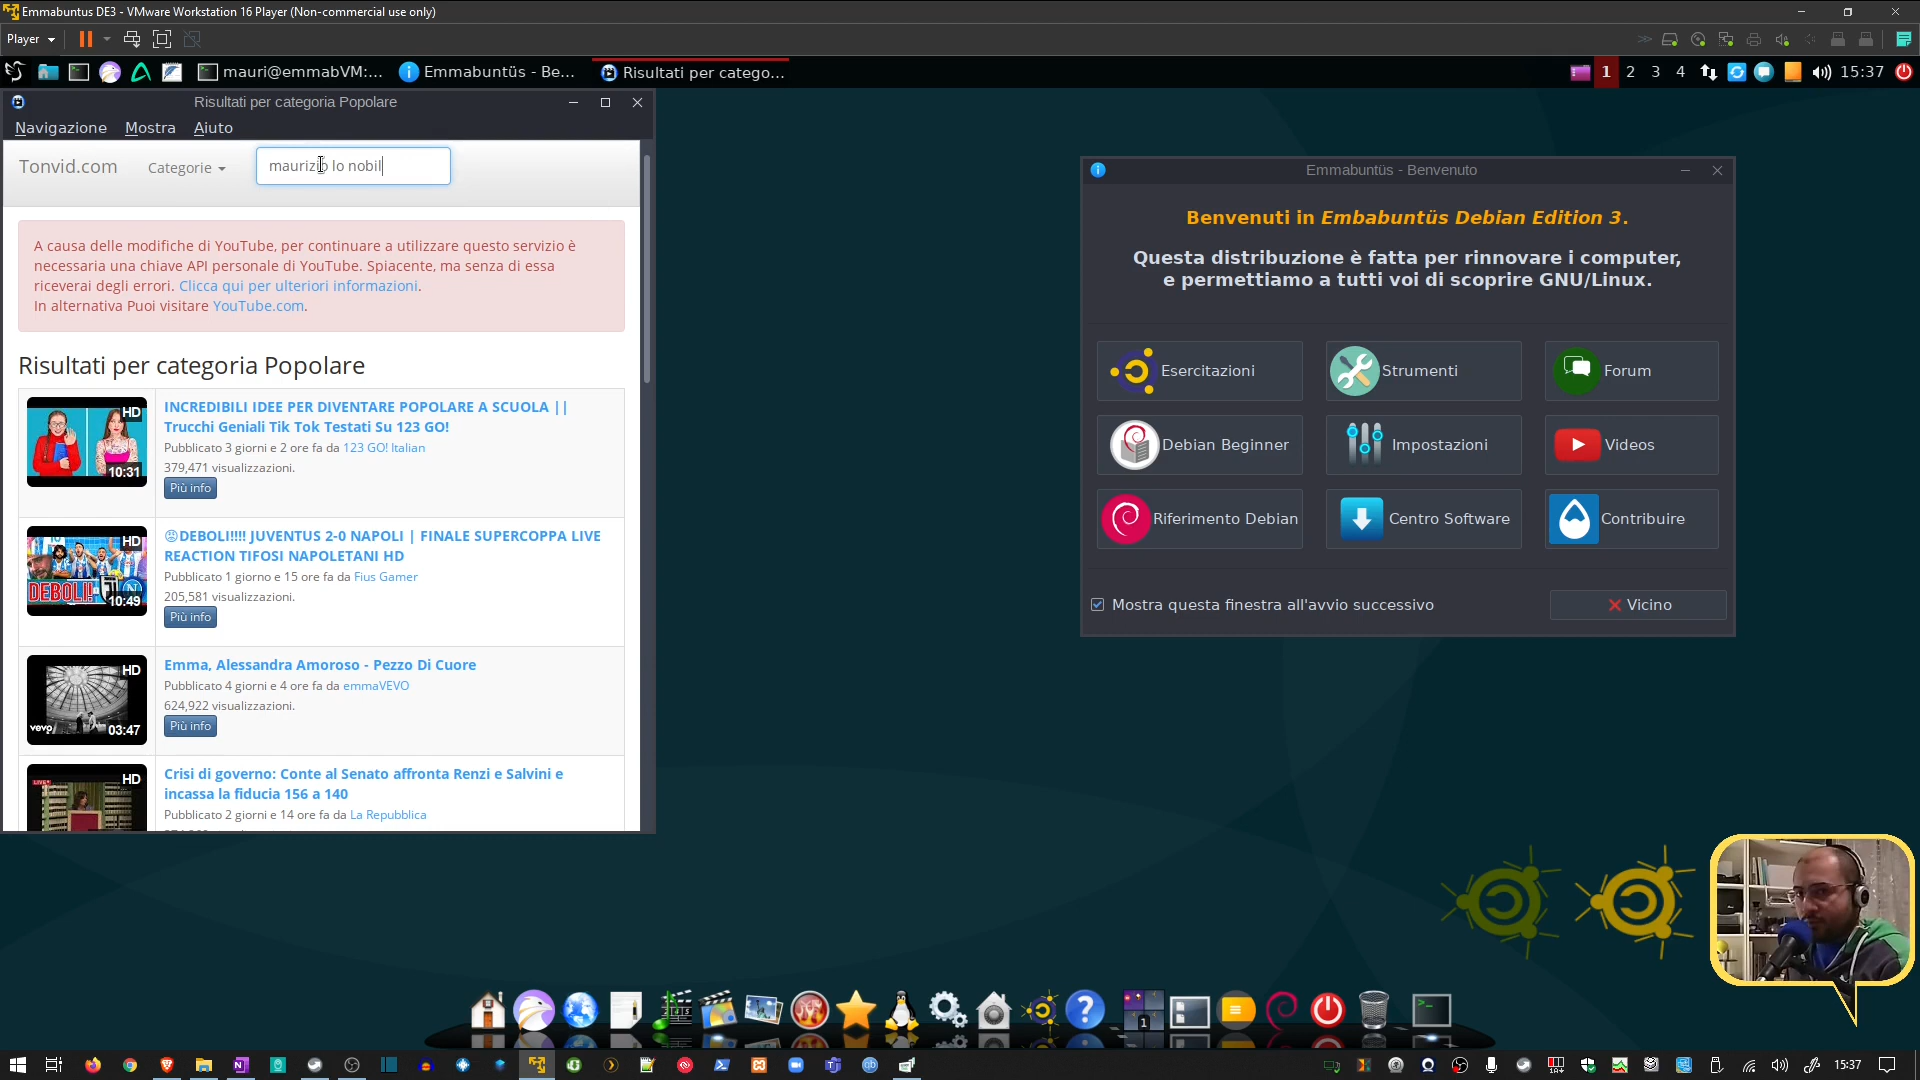 Emmabuntus DE3 - VMware Workstation 16 Player (Non-commercial use only)
Player
mauri@emmabVM:...
Emmabuntüs - Be...
Risultati per catego...
1 2 3 4
15:37
Risultati per categoria Popolare
Navigazione Mostra Aiuto
Tonvid.com
Categorie
maurizio lo nobil
A causa delle modifiche di YouTube, per continuare a utilizzare questo servizio è
necessaria una chiave API personale di YouTube. Spiacente, ma senza di essa
riceverai degli errori. Clicca qui per ulteriori informazioni.
In alternativa Puoi visitare YouTube.com.
Risultati per categoria Popolare
HD
10:31
INCREDIBILI IDEE PER DIVENTARE POPOLARE A SCUOLA ||
Trucchi Geniali Tik Tok Testati Su 123 GO!
Pubblicato 3 giorni e 2 ore fa da 123 GO! Italian
379,471 visualizzazioni.
Più info
HD
DEBOLI!
10:49
😡DEBOLI!!!! JUVENTUS 2-0 NAPOLI | FINALE SUPERCOPPA LIVE
REACTION TIFOSI NAPOLETANI HD
Pubblicato 1 giorno e 15 ore fa da Fius Gamer
205,581 visualizzazioni.
Più info
HD
vevo
03:47
Emma, Alessandra Amoroso - Pezzo Di Cuore
Pubblicato 4 giorni e 4 ore fa da emmaVEVO
624,922 visualizzazioni.
Più info
HD
Crisi di governo: Conte al Senato affronta Renzi e Salvini e
incassa la fiducia 156 a 140
Pubblicato 2 giorni e 14 ore fa da La Repubblica
Emmabuntüs - Benvenuto
Benvenuti in Embabuntüs Debian Edition 3.
Questa distribuzione è fatta per rinnovare i computer,
e permettiamo a tutti voi di scoprire GNU/Linux.
Esercitazioni
Strumenti
Forum
Debian Beginner
Impostazioni
Videos
Riferimento Debian
Centro Software
Contribuire
Mostra questa finestra all'avvio successivo
Vicino
1
15:37